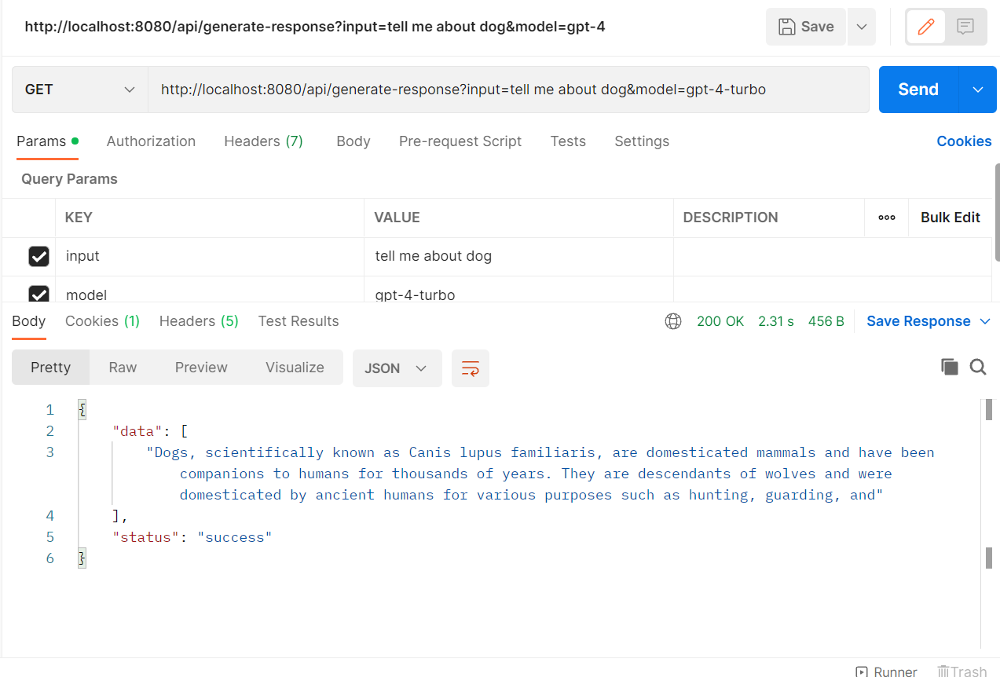 http://localhost:8080/api/generate-response?input=tell me about dog&model=gpt-4
Save
GET
http://localhost:8080/api/generate-response?input=tell me about dog&model=gpt-4-turbo
Send
Params Authorization Headers (7) Body Pre-request Script Tests Settings Cookies
Query Params
KEY VALUE DESCRIPTION ooo Bulk Edit
input tell me about dog
model gpt-4-turbo
Body Cookies (1) Headers (5) Test Results 200 OK 2.31 s 456 B Save Response
Pretty Raw Preview Visualize JSON
1 {
2 "data": [
3 "Dogs, scientifically known as Canis lupus familiaris, are domesticated mammals and have been
companions to humans for thousands of years. They are descendants of wolves and were
domesticated by ancient humans for various purposes such as hunting, guarding, and"
4 ],
5 "status": "success"
6 }
Runner Trash